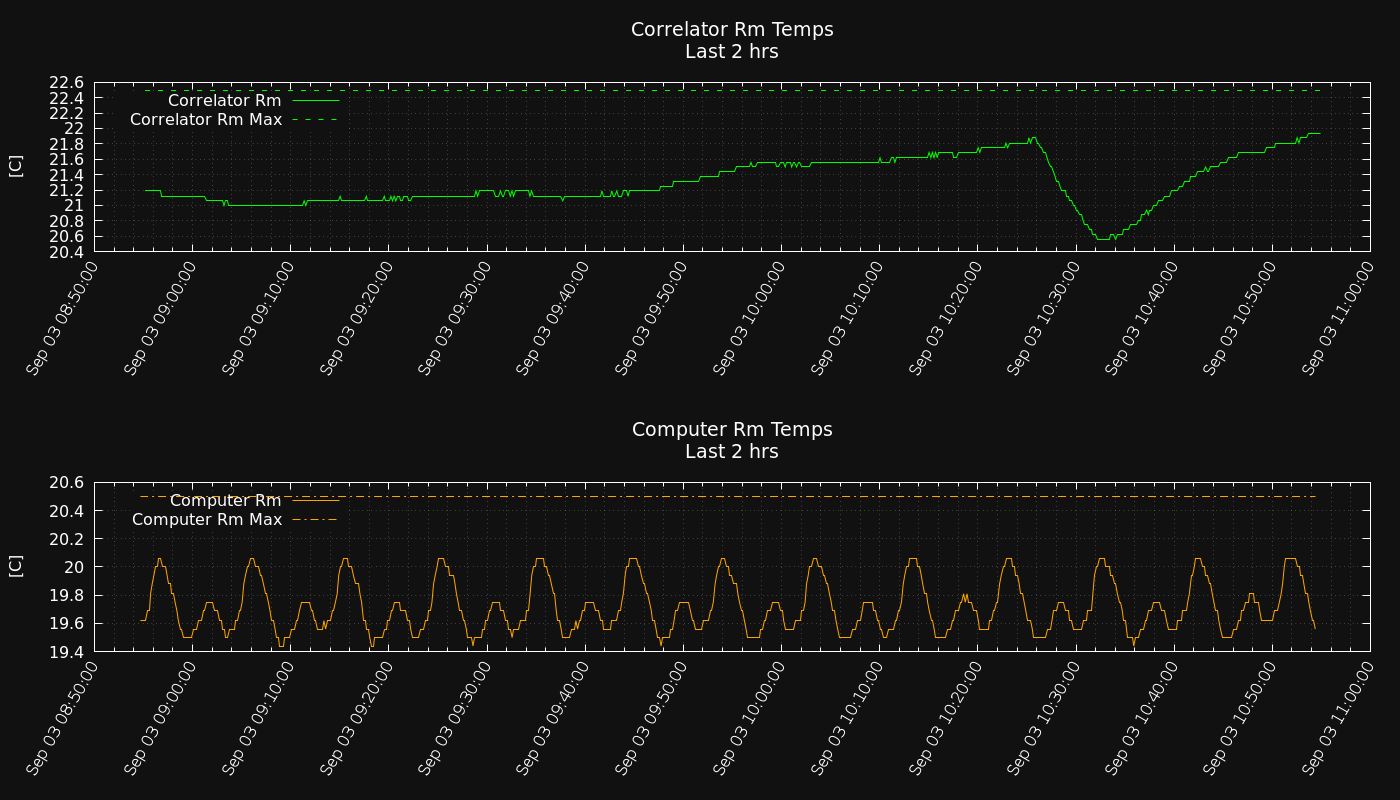 Correlator Rm Temps
Last 2 hrs
22.6
22.4
22.2
22
21.8
21.6
21.4
21.2
21
20.8
20.6
20.4
[C]
Correlator Rm
Correlator Rm Max
Sep 03 08:50:00
Sep 03 09:00:00
Sep 03 09:10:00
Sep 03 09:20:00
Sep 03 09:30:00
Sep 03 09:40:00
Sep 03 09:50:00
Sep 03 10:00:00
Sep 03 10:10:00
Sep 03 10:20:00
Sep 03 10:30:00
Sep 03 10:40:00
Sep 03 10:50:00
Sep 03 11:00:00
Computer Rm Temps
Last 2 hrs
20.6
20.4
20.2
20
19.8
19.6
19.4
[C]
Computer Rm
Computer Rm Max
Sep 03 08:50:00
Sep 03 09:00:00
Sep 03 09:10:00
Sep 03 09:20:00
Sep 03 09:30:00
Sep 03 09:40:00
Sep 03 09:50:00
Sep 03 10:00:00
Sep 03 10:10:00
Sep 03 10:20:00
Sep 03 10:30:00
Sep 03 10:40:00
Sep 03 10:50:00
Sep 03 11:00:00